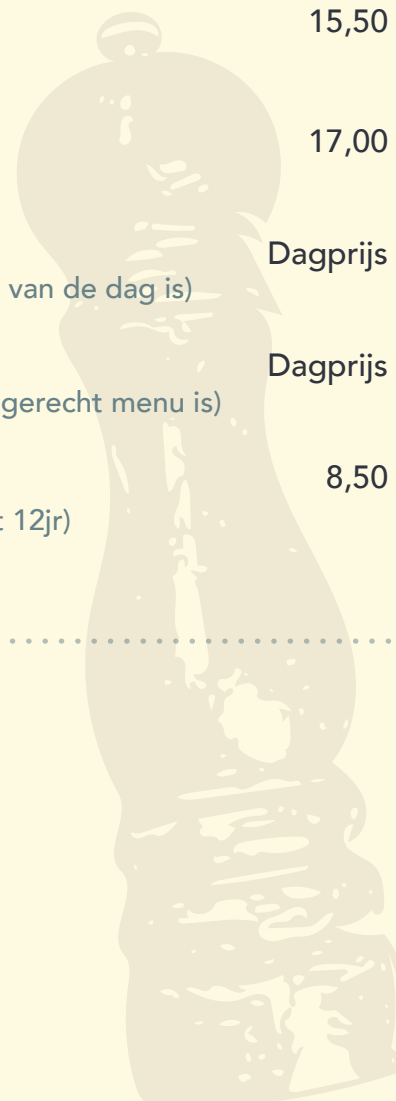 15,50
17,00
Dagprijs
van de dag is)
Dagprijs
gerecht menu is)
8,50
12jr)